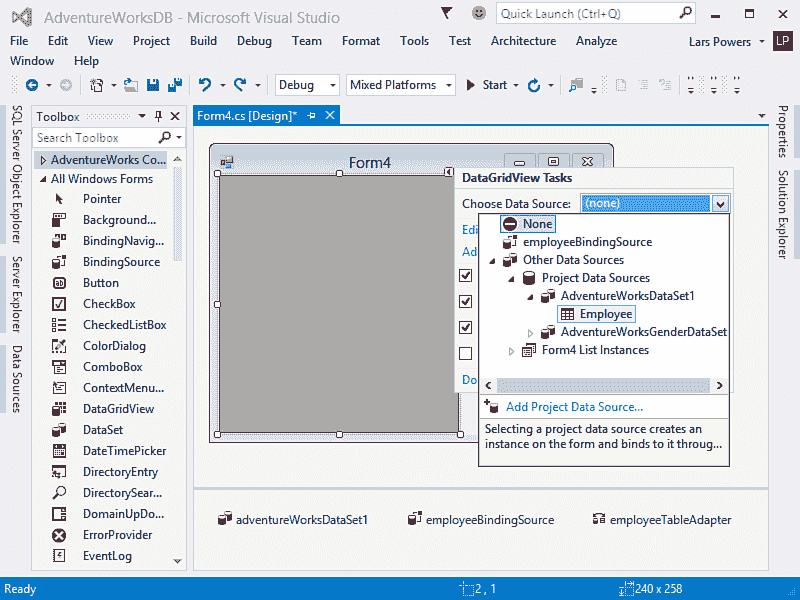 AdventureWorksDB - Microsoft Visual Studio
Quick Launch (Ctrl+Q)
File Edit View Project Build Debug Team Format Tools Test Architecture Analyze
Lars Powers LP
Window Help
Debug Mixed Platforms Start
SQL Server Object Explorer
Server Explorer
Data Sources
Toolbox
Search Toolbox
AdventureWorks Co...
All Windows Forms
Pointer
Background...
BindingNavig...
BindingSource
Button
CheckBox
CheckedListBox
ColorDialog
ComboBox
ContextMenu...
DataGridView
DataSet
DateTimePicker
DirectoryEntry
DirectorySear...
DomainUpDo...
ErrorProvider
EventLog
Form4.cs [Design]*
Form4
DataGridView Tasks
Choose Data Source: (none)
Edi
Ad
Do
None
employeeBindingSource
Other Data Sources
Project Data Sources
AdventureWorksDataSet1
Employee
AdventureWorksGenderDataSet
Form4 List Instances
Add Project Data Source...
Selecting a project data source creates an
instance on the form and binds to it throug...
adventureWorksDataSet1 employeeBindingSource employeeTableAdapter
Properties
Solution Explorer
Ready 2 , 1 240 x 258